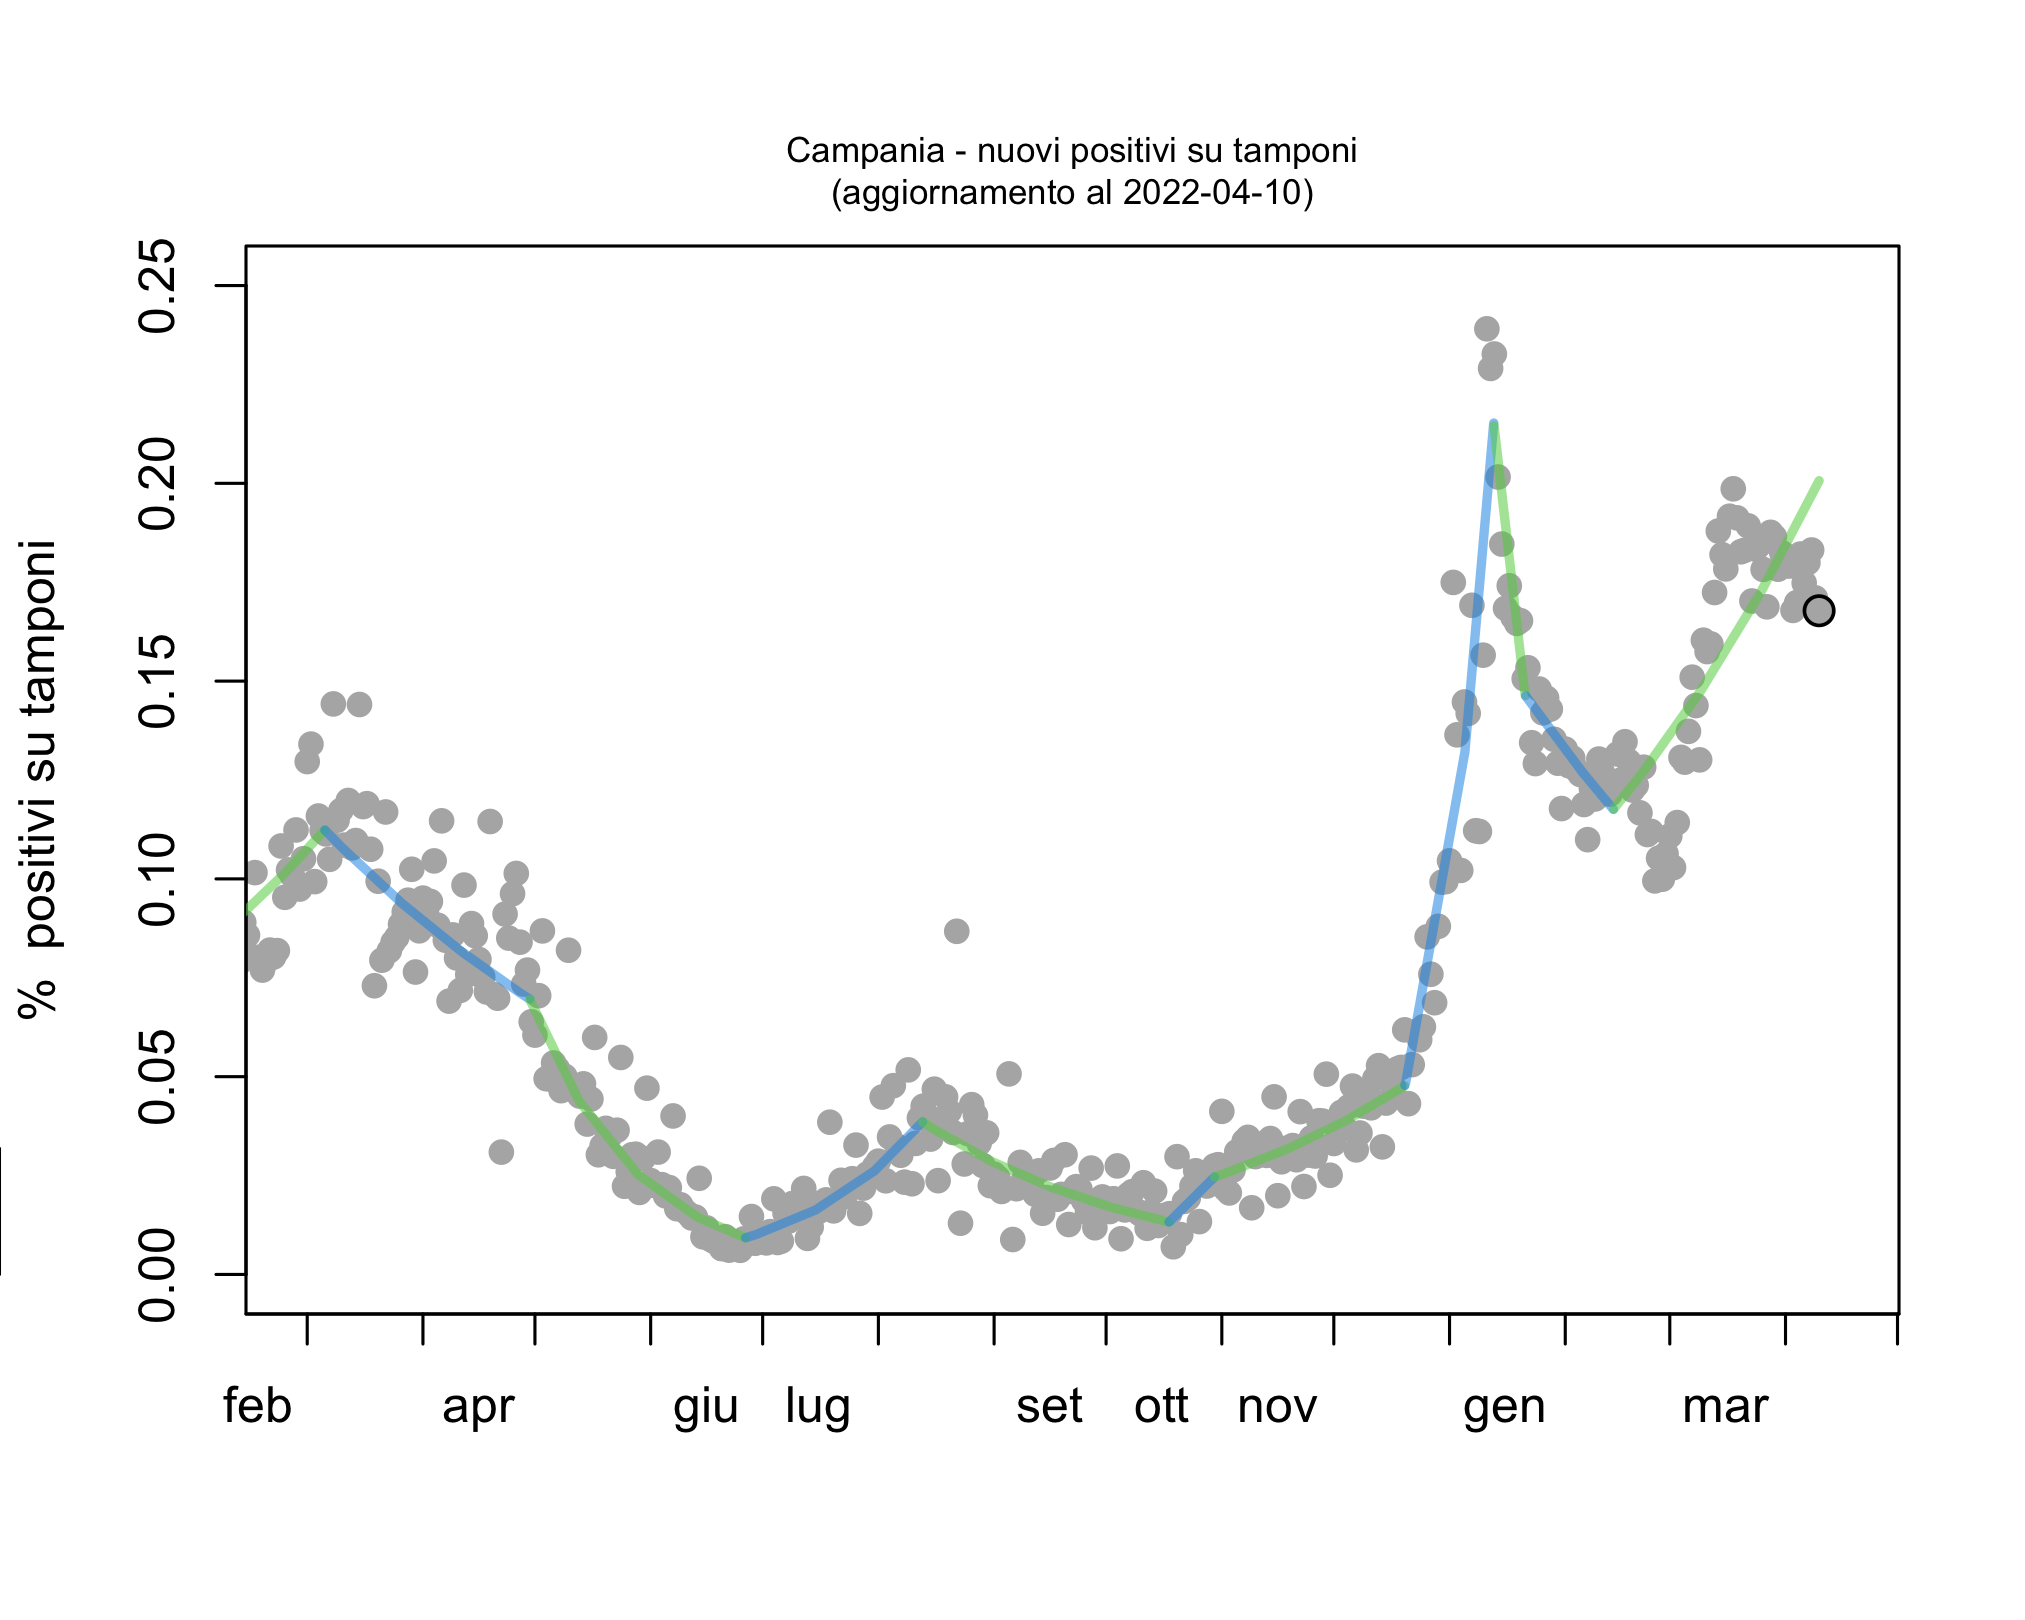 Campania - nuovi positivi su tamponi
(aggiornamento al 2022-04-10)
% positivi su tamponi
0.25
0.20
0.15
0.10
0.05
0.00
feb apr giu lug set ott nov gen mar